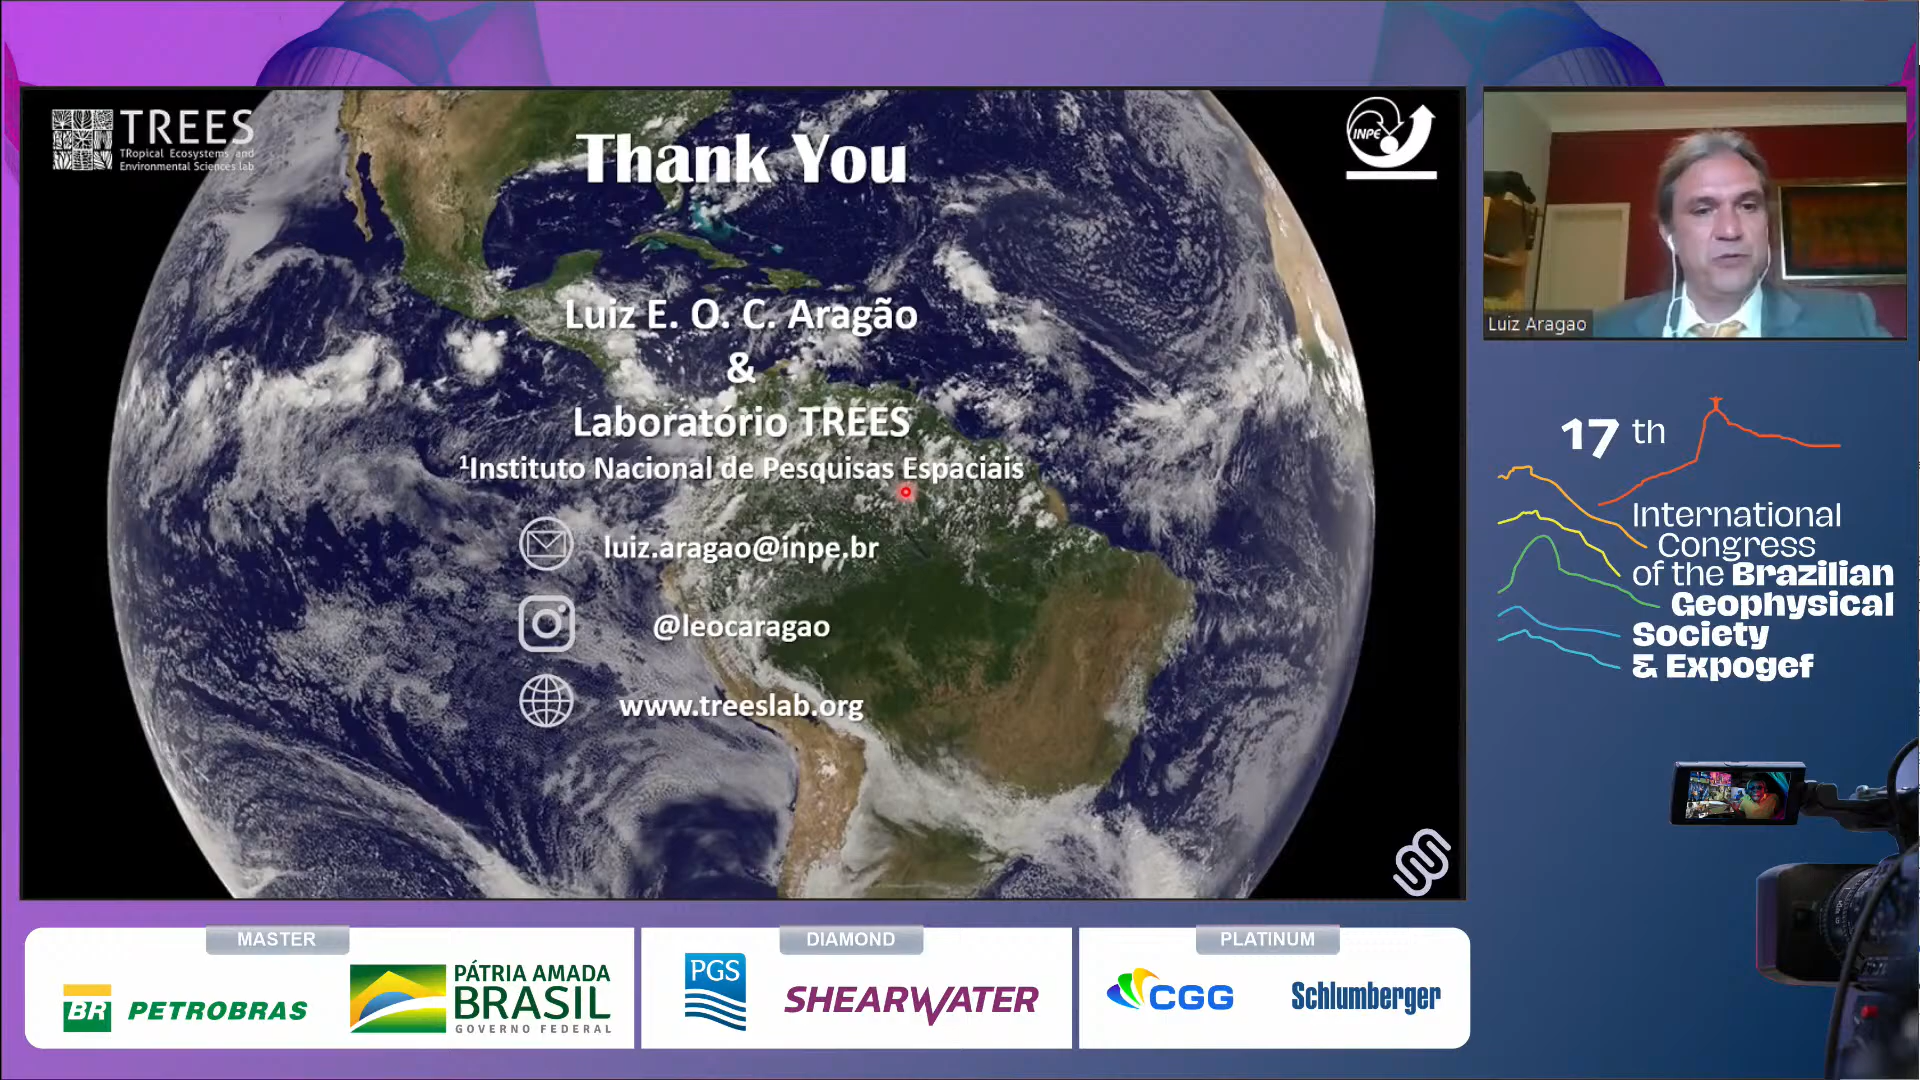 TREES
TRopical Ecosystems and
Environmental Sciences lab
Thank You
INPE
Luiz E. O. C. Aragão
&
Laboratório TREES
¹Instituto Nacional de Pesquisas Espaciais
luiz.aragao@inpe.br
@leocaragao
www.treeslab.org
Luiz Aragao
17 th
International
Congress
of the Brazilian
Geophysical
Society
& Expogef
MASTER
BR PETROBRAS
PÁTRIA AMADA
BRASIL
GOVERNO FEDERAL
DIAMOND
PGS
SHEARWATER
PLATINUM
CGG
Schlumberger